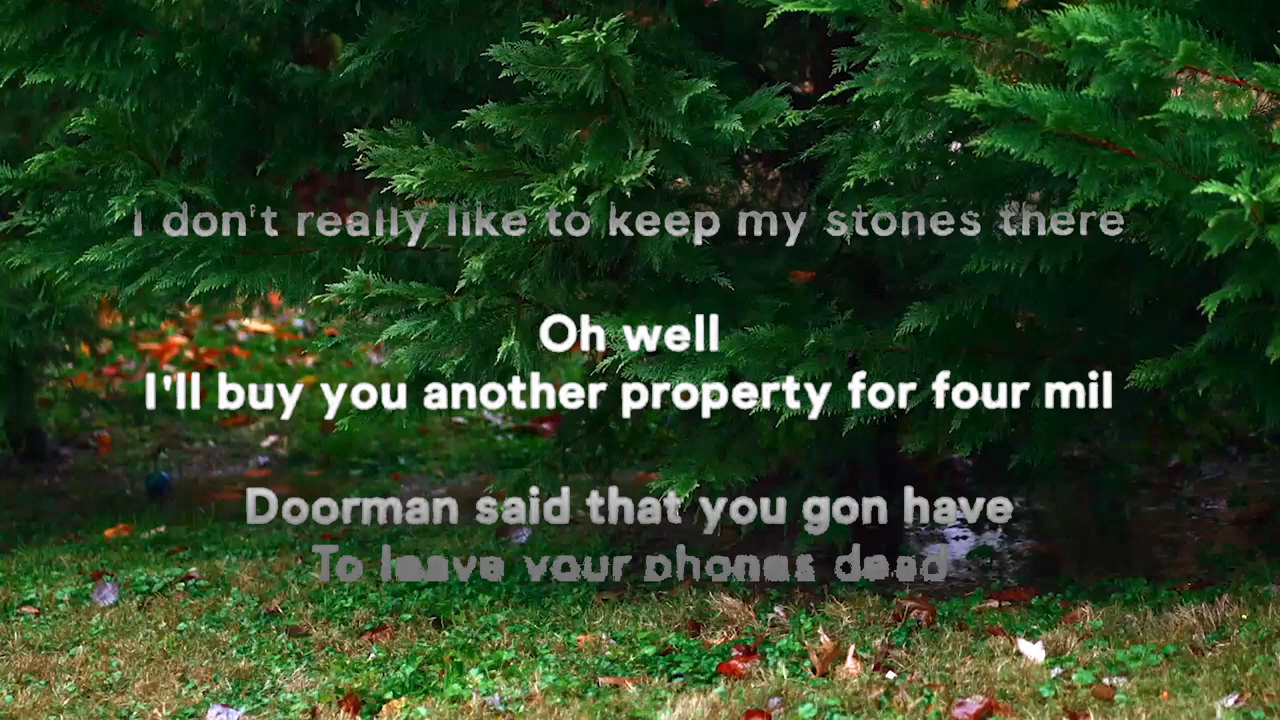 I don't really like to keep my stones there
Oh well
I'll buy you another property for four mil
Doorman said that you gon have
To leave your phones dead